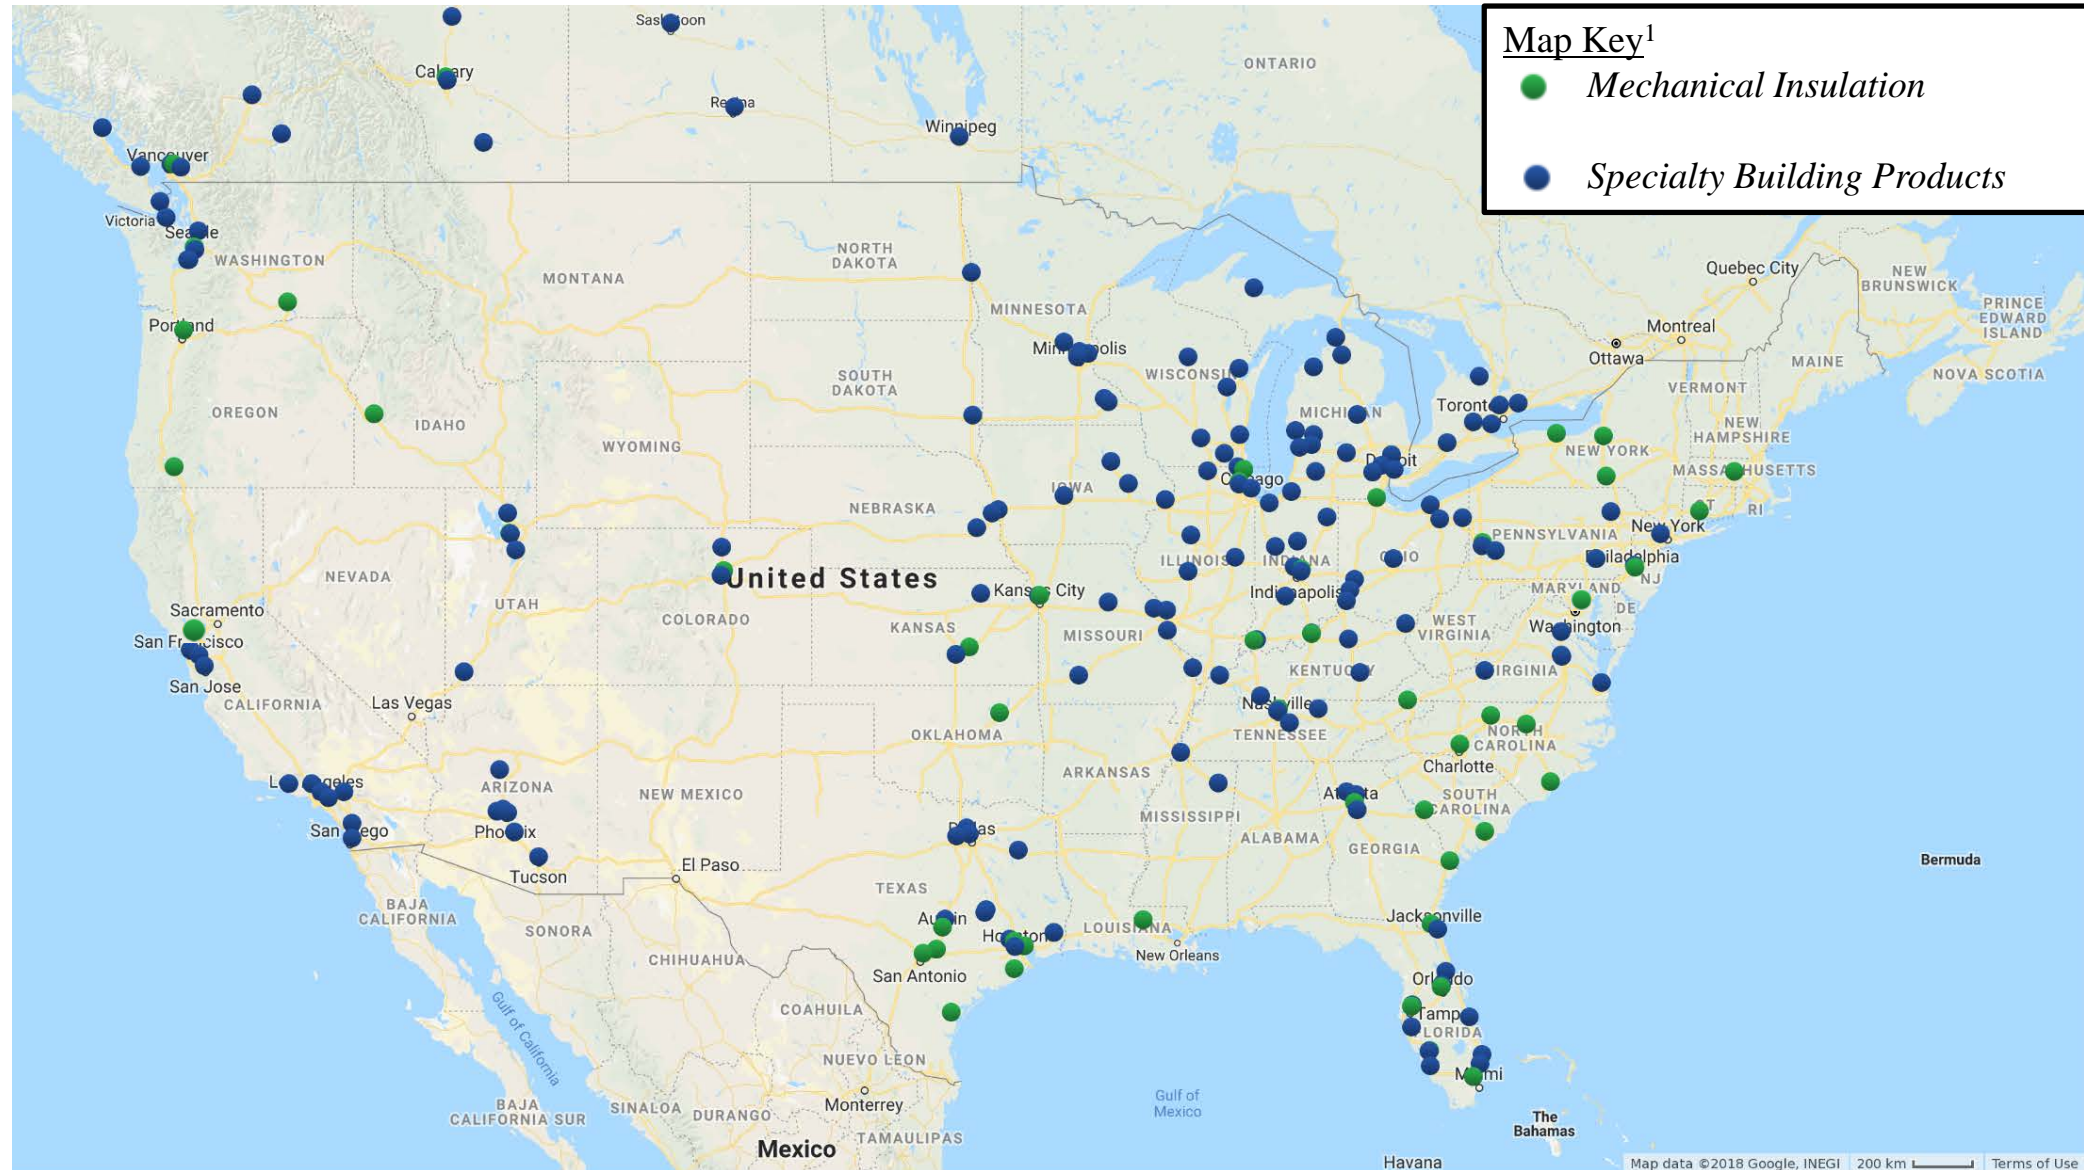 Map Key1
Mechanical Insulation
Specialty Building Products
ONTARIO
Calgary
Regina
Winnipeg
Vancouver
Victoria
Seattle
WASHINGTON
MONTANA
NORTH
DAKOTA
MINNESOTA
Quebec City
NEW
BRUNSWICK
PRINCE
EDWARD
ISLAND
Portland
Minneapolis
Montreal
Ottawa
MAINE
NOVA SCOTIA
SOUTH
DAKOTA
WISCONSIN
VERMONT
OREGON
IDAHO
WYOMING
MICHIGAN
Toronto
NEW
HAMPSHIRE
NEW YORK
Detroit
MASSACHUSETTS
Chicago
IOWA
NEBRASKA
RI
New York
PENNSYLVANIA
ILLINOIS
INDIANA
OHIO
Philadelphia
NEVADA
United States
NJ
UTAH
Kansas City
Indianapolis
MARYLAND
DE
Sacramento
COLORADO
KANSAS
MISSOURI
WEST
VIRGINIA
Washington
San Francisco
San Jose
KENTUCKY
VIRGINIA
CALIFORNIA
Las Vegas
Nashville
OKLAHOMA
TENNESSEE
NORTH
CAROLINA
Charlotte
Los Angeles
ARIZONA
NEW MEXICO
ARKANSAS
Atlanta
SOUTH
CAROLINA
MISSISSIPPI
San Diego
Phoenix
Dallas
ALABAMA
GEORGIA
El Paso
Bermuda
Tucson
TEXAS
BAJA
CALIFORNIA
SONORA
Austin
Houston
LOUISIANA
Jacksonville
CHIHUAHUA
San Antonio
New Orleans
Orlando
Gulf of California
COAHUILA
Tampa
FLORIDA
NUEVO LEON
Miami
BAJA
CALIFORNIA SUR
SINALOA
DURANGO
Monterrey
Gulf of
Mexico
The
Bahamas
Mexico
TAMAULIPAS
Havana
Map data ©2018 Google, INEGI
200 km
Terms of Use